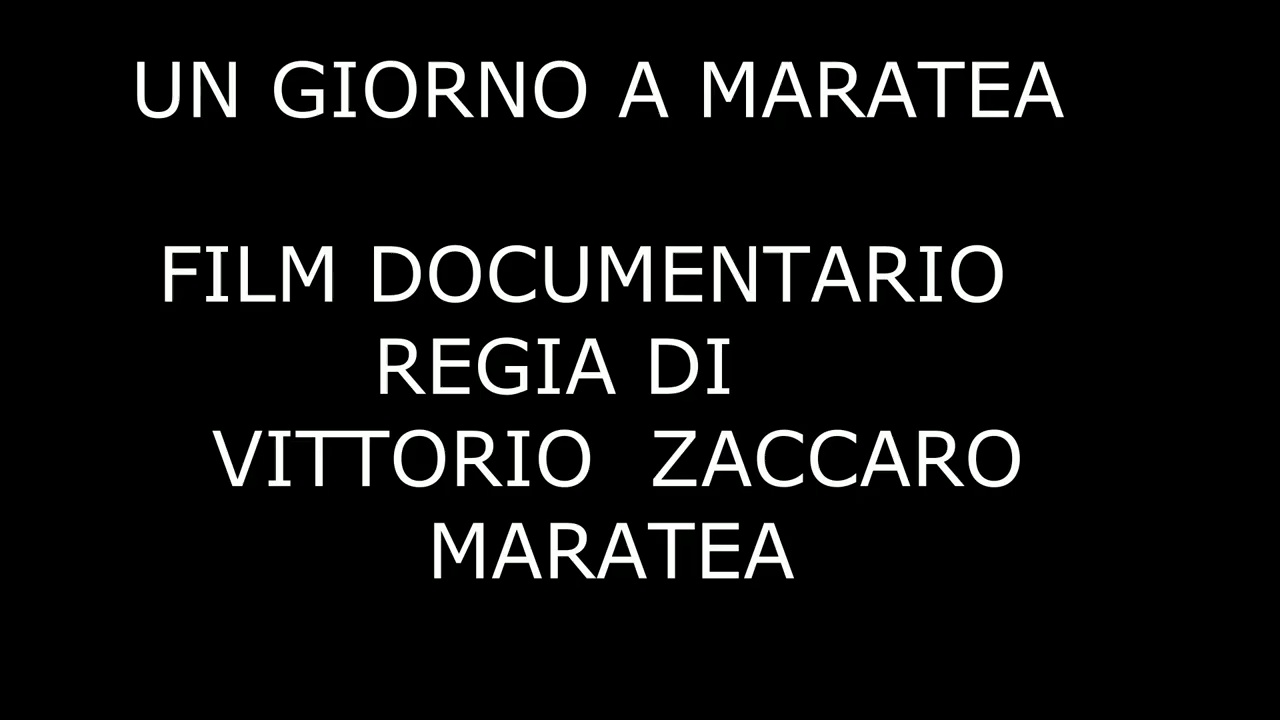 UN GIORNO A MARATEA
FILM DOCUMENTARIO
REGIA DI
VITTORIO ZACCARO
MARATEA